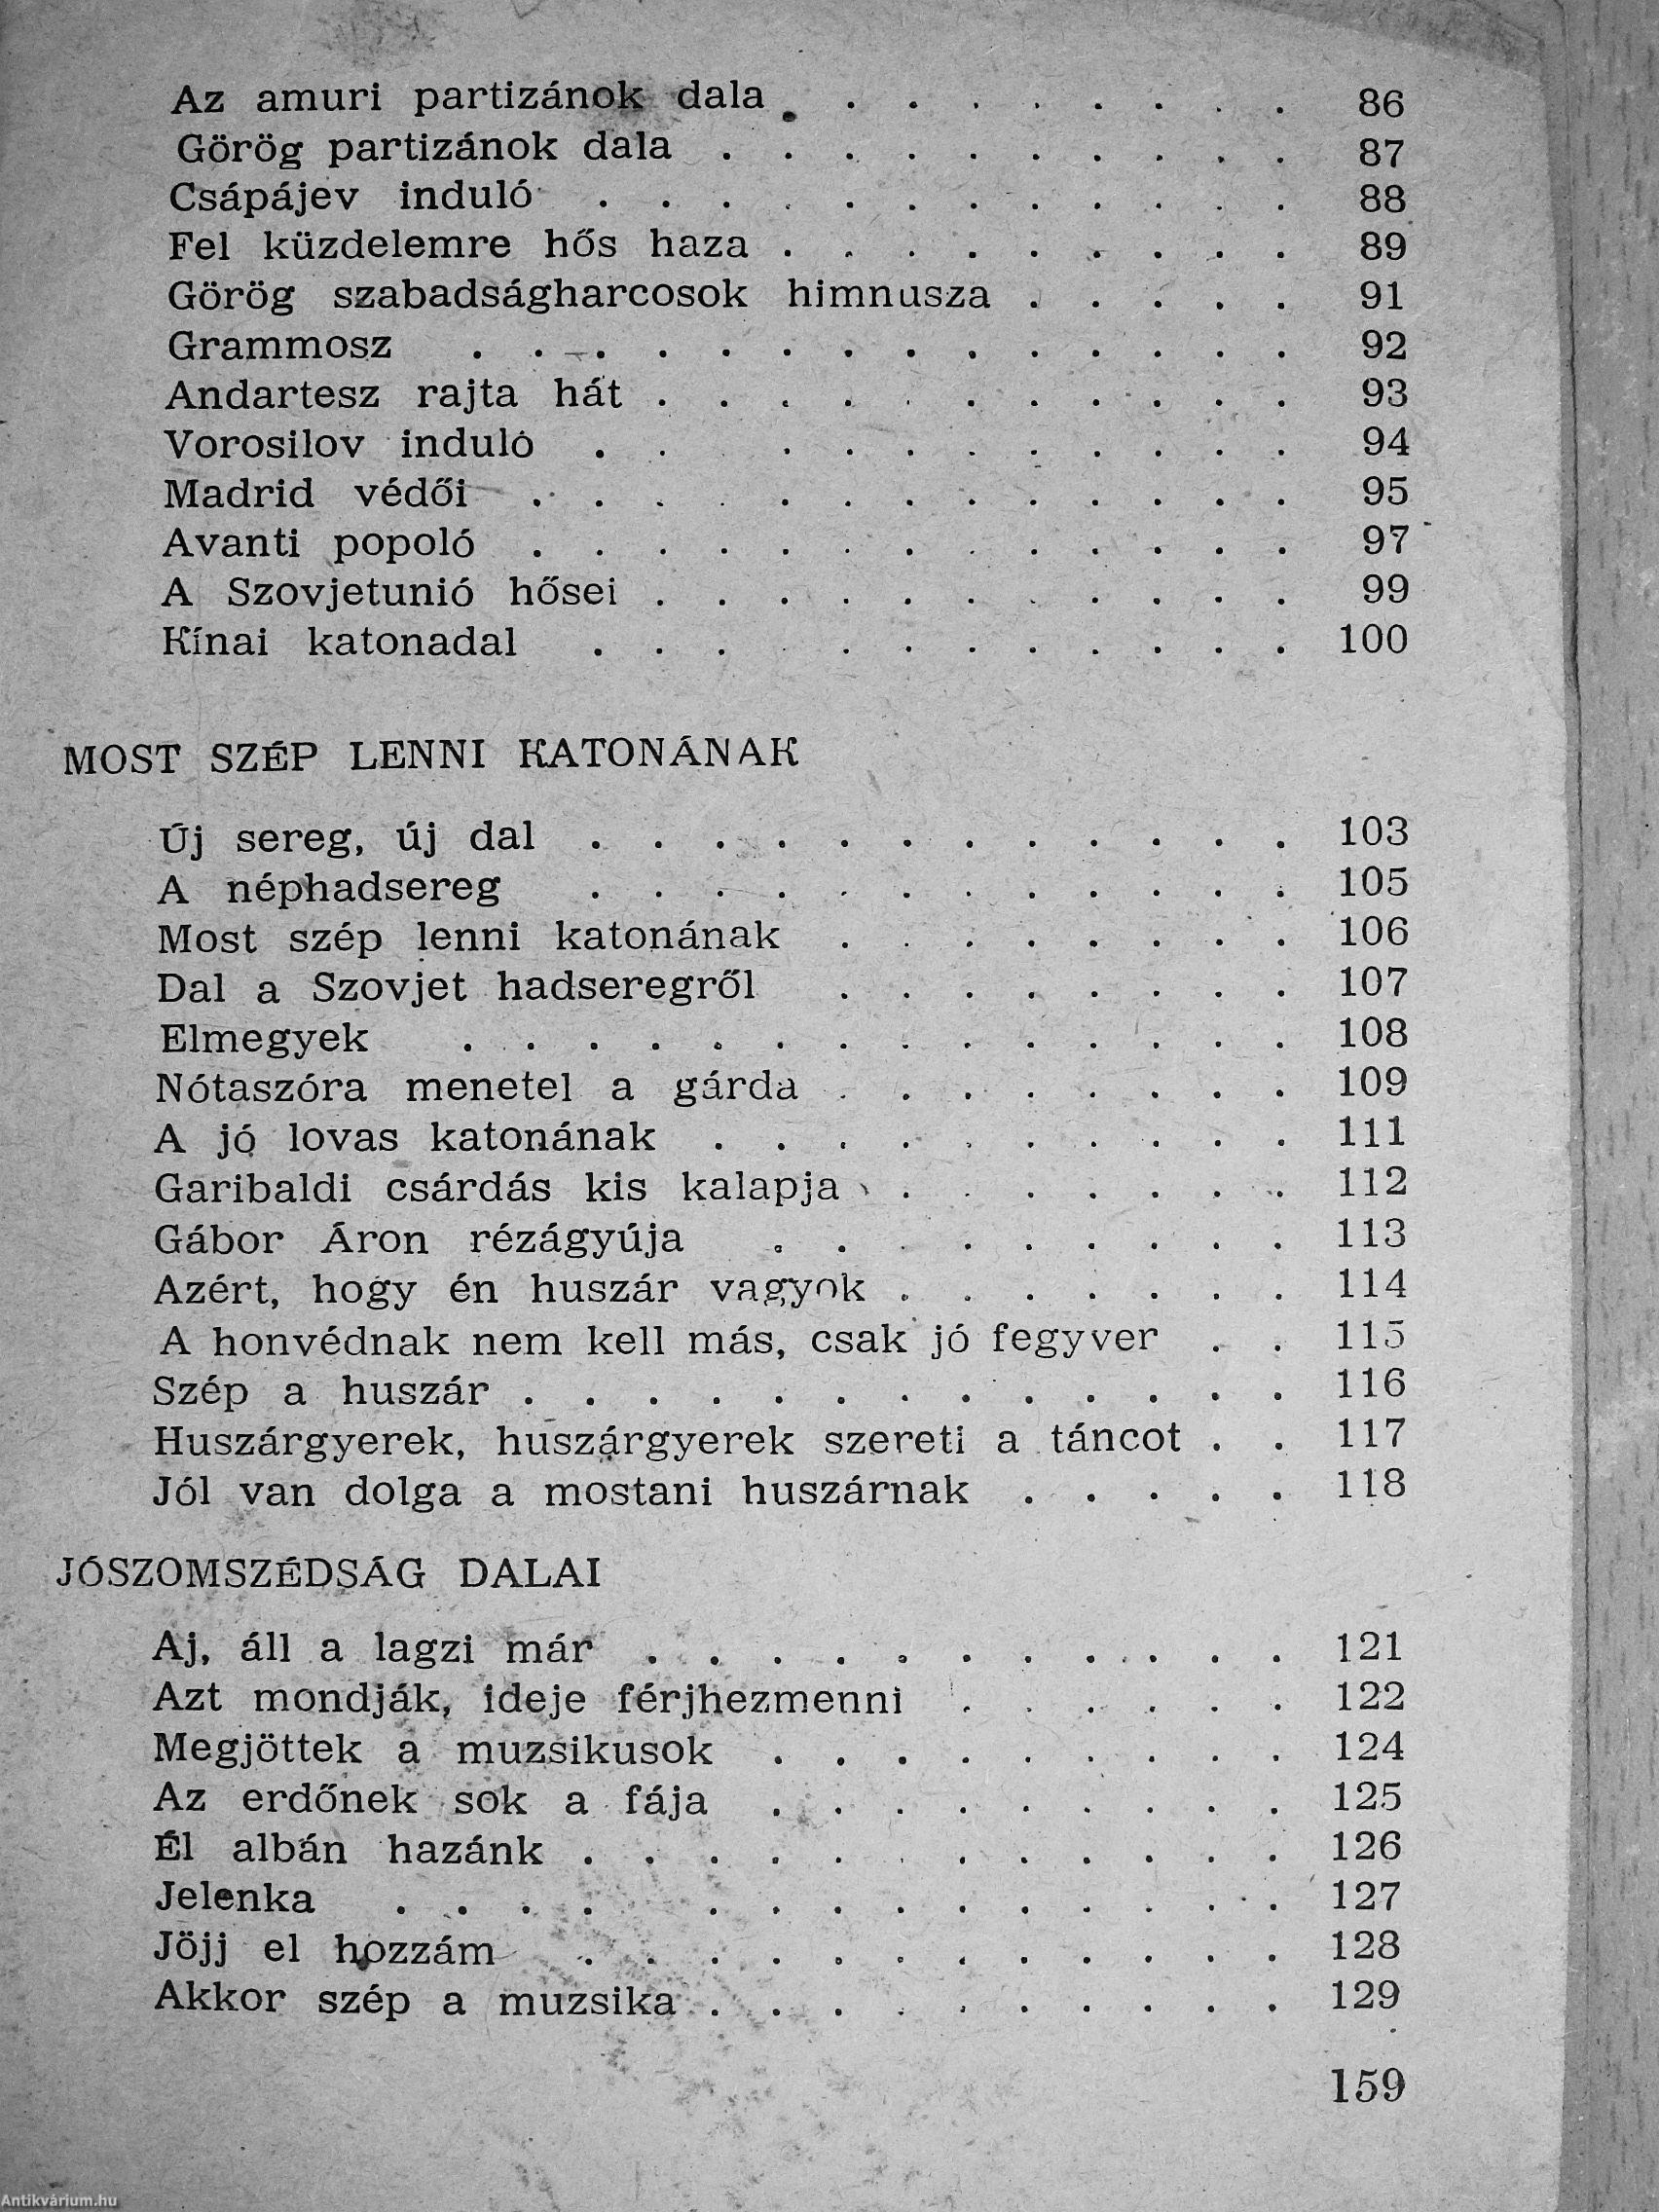 Az amuri partizánok dala . . . . . . . . . 86
Görög partizánok dala . . . . . . . . . . 87
Csápájev induló . . . . . . . . . . . . 88
Fel küzdelemre hős haza . . . . . . . . . 89
Görög szabadságharcosok himnusza . . . . . 91
Grammosz . . . . . . . . . . . . . . 92
Andartesz rajta hát . . . . . . . . . . . 93
Vorosilov induló . . . . . . . . . . . 94
Madrid védői . . . . . . . . . . . . . 95
Avanti popoló . . . . . . . . . . . . . 97
A Szovjetunió hősei . . . . . . . . . . . 99
Kínai katonadal . . . . . . . . . . . 100
MOST SZÉP LENNI KATONÁNAK
Új sereg, új dal . . . . . . . . . . . . 103
A néphadsereg . . . . . . . . . . . . 105
Most szép lenni katonának . . . . . . . . 106
Dal a Szovjet hadseregről . . . . . . . . 107
Elmegyek . . . . . . . . . . . . . . 108
Nótaszóra menetel a gárda . . . . . . . . 109
A jó lovas katonának . . . . . . . . . . 111
Garibaldi csárdás kis kalapja . . . . . . . 112
Gábor Áron rézágyúja . . . . . . . . . 113
Azért, hogy én huszár vagyok . . . . . . . 114
A honvédnak nem kell más, csak jó fegyver . . 115
Szép a huszár . . . . . . . . . . . . . 116
Huszárgyerek, huszárgyerek szereti a táncot . . 117
Jól van dolga a mostani huszárnak . . . . . 118
JÓSZOMSZÉDSÁG DALAI
Aj, áll a lagzi már . . . . . . . . . . . 121
Azt mondják, ideje férjhezmenni . . . . . . 122
Megjöttek a muzsikusok . . . . . . . . . 124
Az erdőnek sok a fája . . . . . . . . . 125
Él albán hazánk . . . . . . . . . . . . 126
Jelenka . . . . . . . . . . . . . . 127
Jöjj el hozzám . . . . . . . . . . . . 128
Akkor szép a muzsika . . . . . . . . . . 129
159
Antikvárium.hu